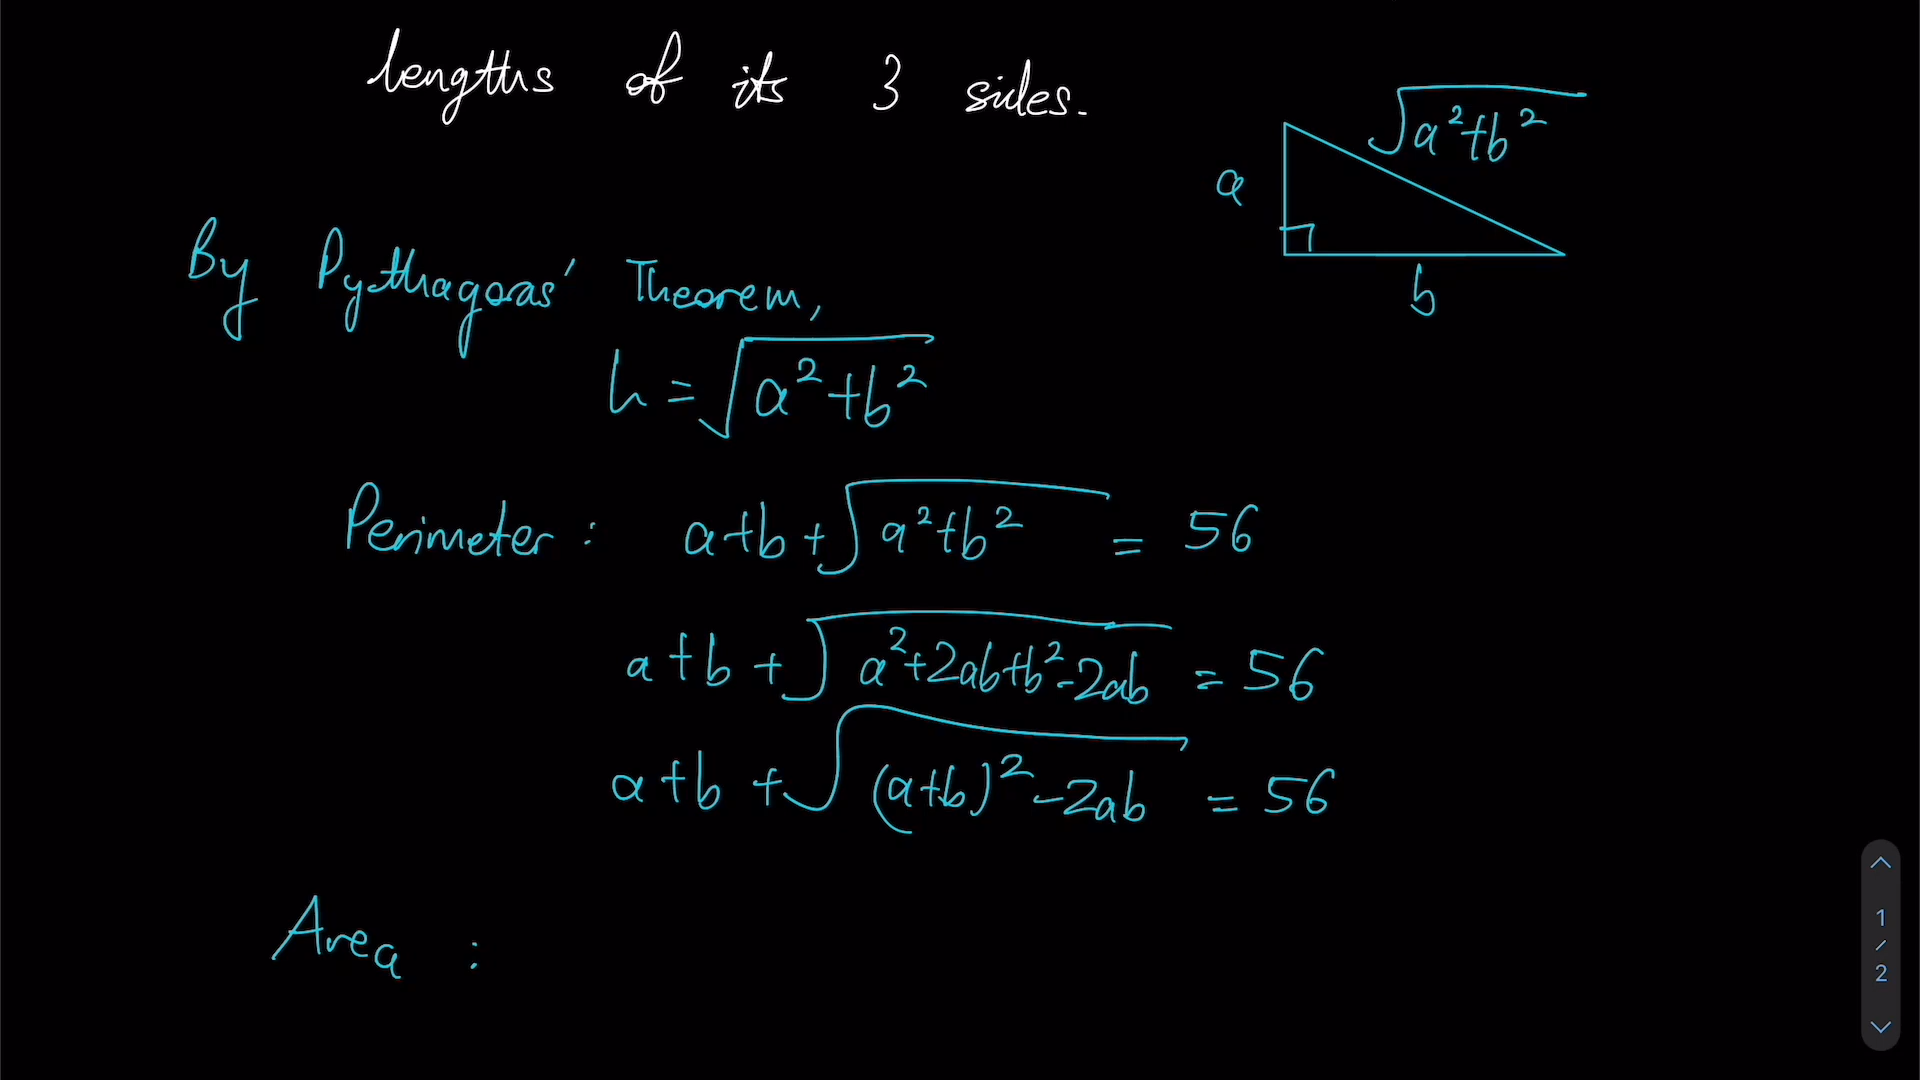 lengths of its 3 sides.
√a²+b²
a
b
By Pythagoras' Theorem,
h = √a²+b²
Perimeter : a+b+√a²+b² = 56
a+b+√a²+2ab+b²-2ab = 56
a+b+√(a+b)²-2ab = 56
Area :
1
/
2